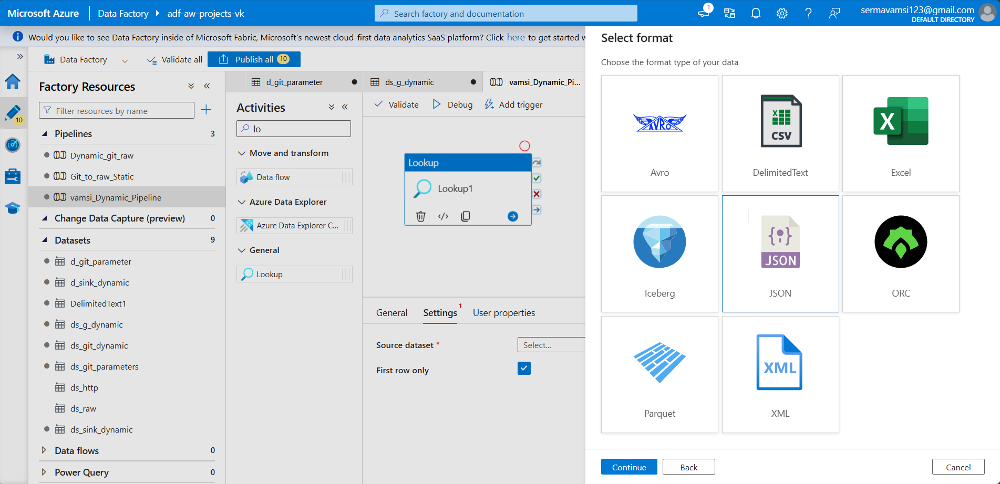 Microsoft Azure
Data Factory
adf-aw-projects-vk
Search factory and documentation
1
sermavamsi123@gmail.com
DEFAULT DIRECTORY
Would you like to see Data Factory inside of Microsoft Fabric, Microsoft's newest cloud-first data analytics SaaS platform? Click here to get started w
Data Factory
Validate all
Publish all 10
10
Factory Resources
Filter resources by name
Pipelines 3
Dynamic_git_raw
Git_to_raw_Static
vamsi_Dynamic_Pipeline
Change Data Capture (preview) 0
Datasets 9
d_git_parameter
d_sink_dynamic
DelimitedText1
ds_g_dynamic
ds_git_dynamic
ds_git_parameters
ds_http
ds_raw
ds_sink_dynamic
Data flows 0
Power Query 0
d_git_parameter
ds_g_dynamic
vamsi_Dynamic_Pi...
Activities
lo
Move and transform
Data flow
Azure Data Explorer
Azure Data Explorer C...
General
Lookup
Validate
Debug
Add trigger
Lookup
Lookup1
General
Settings 1
User properties
Source dataset *
Select...
First row only
Select format
Choose the format type of your data
AVRO
Avro
X
CSV
DelimitedText
X
Excel
Iceberg
JSON
JSON
ORC
Parquet
XML
XML
Continue
Back
Cancel